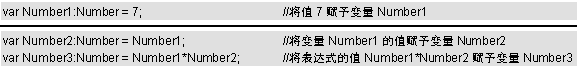 var Number1:Number = 7; //将值 7 赋予变量 Number1
var Number2:Number = Number1; //将变量 Number1 的值赋予变量 Number2
var Number3:Number = Number1*Number2; //将表达式的值 Number1*Number2 赋予变量 Number3